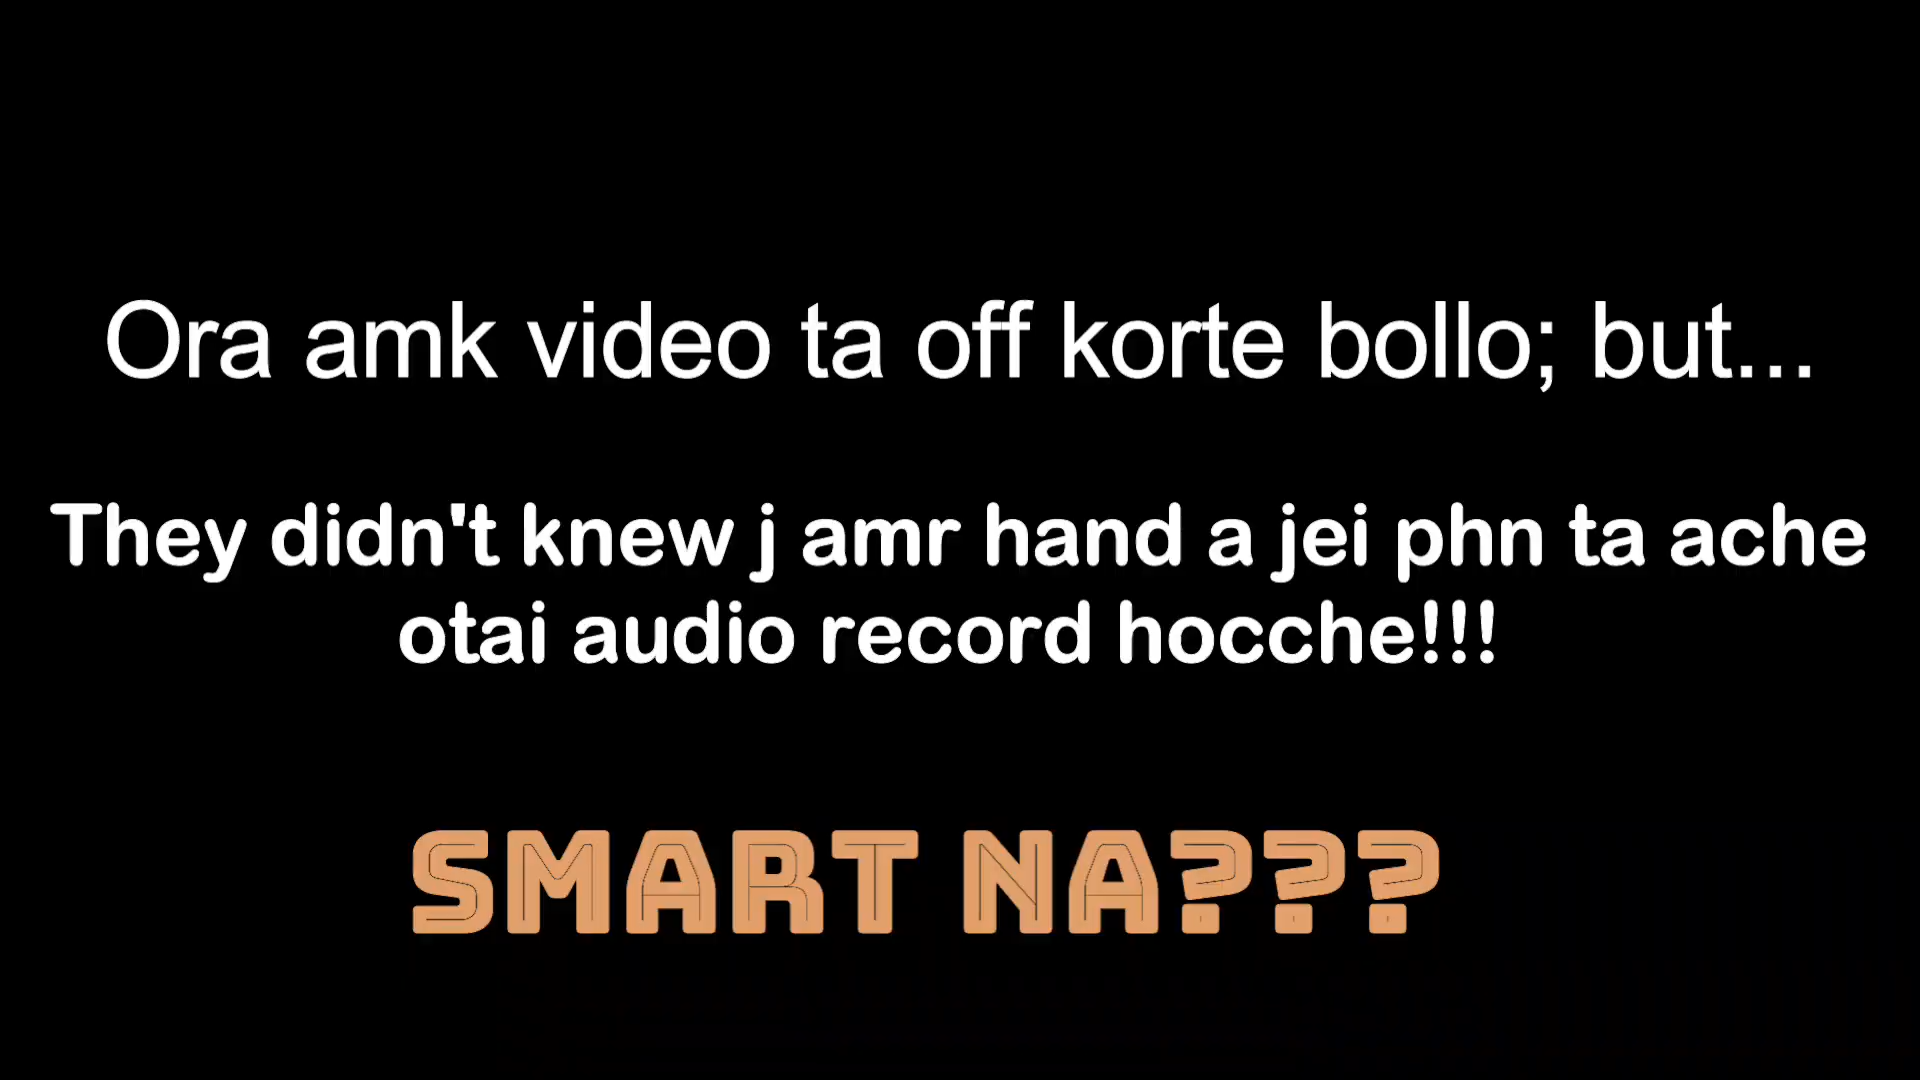 Ora amk video ta off korte bollo; but...
They didn't knew j amr hand a jei phn ta ache
otai audio record hocche!!!
SMART NA???